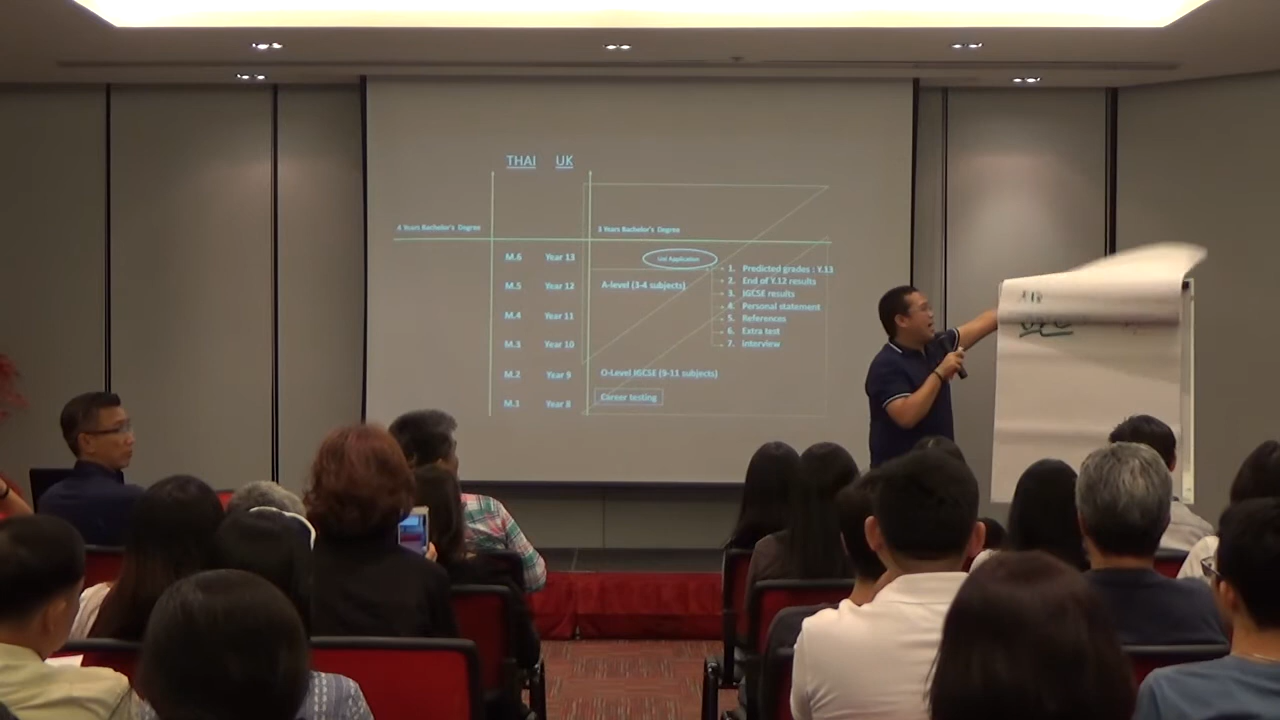 THAI UK
4 Years Bachelor's Degree
3 Years Bachelor's Degree
M.6 Year 13
Uni Application
M.5 Year 12
A-level (3-4 subjects)
M.4 Year 11
M.3 Year 10
M.2 Year 9
O-Level IGCSE (9-11 subjects)
M.1 Year 8
Career testing
1. Predicted grades : Y.13
2. End of Y.12 results
3. IGCSE results
4. Personal statement
5. References
6. Extra test
7. Interview